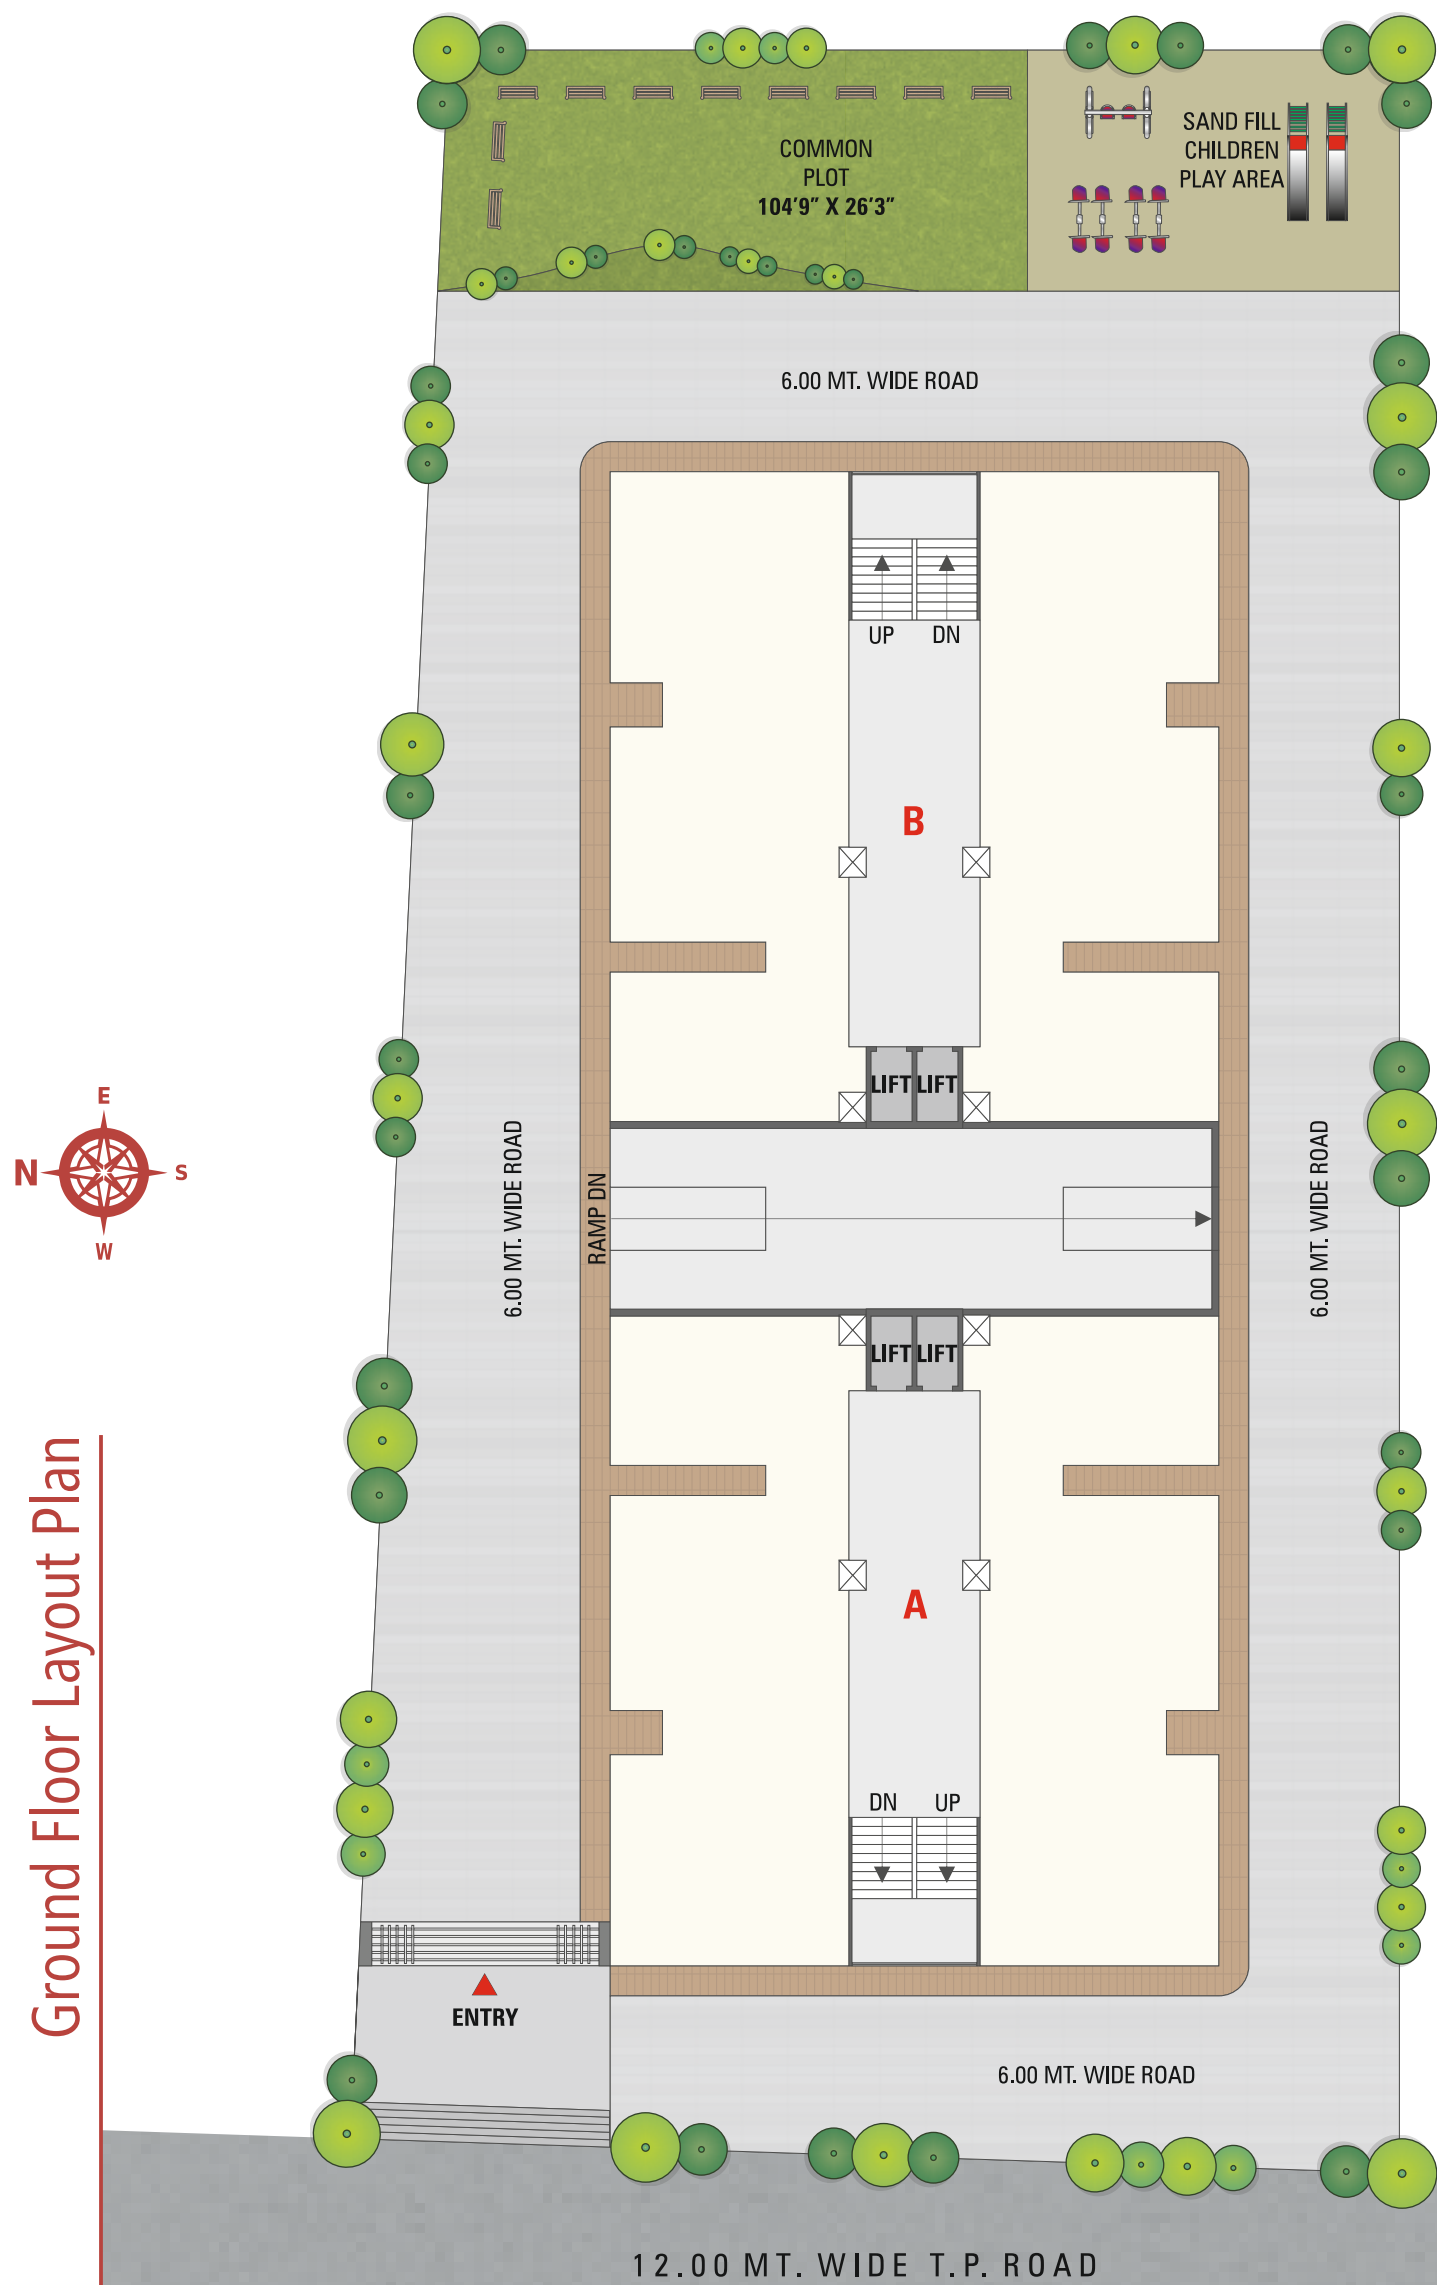 SAND FILL
CHILDREN
PLAY AREA
COMMON
PLOT
104'9" X 26'3"
6.00 MT. WIDE ROAD
UP DN
B
LIFT LIFT
E
N S
W
6.00 MT. WIDE ROAD
RAMP DN
6.00 MT. WIDE ROAD
LIFT LIFT
Ground Floor Layout Plan
A
DN UP
ENTRY
6.00 MT. WIDE ROAD
12.00 MT. WIDE T.P. ROAD